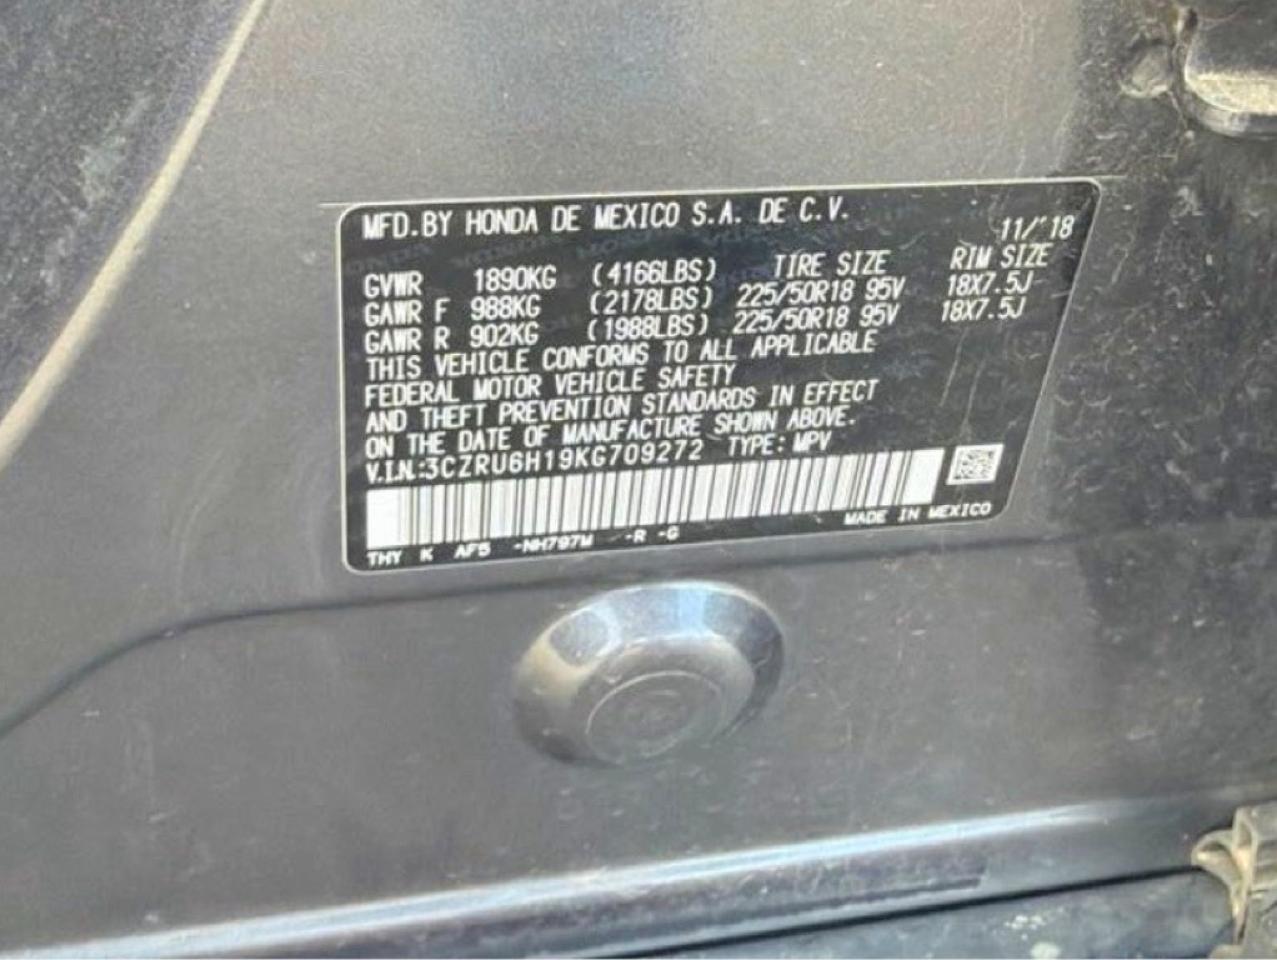 MFD.BY HONDA DE MEXICO S.A. DE C.V.
11/'18
GVWR 1890KG (4166LBS) TIRE SIZE RIM SIZE
GAWR F 988KG (2178LBS) 225/50R18 95V 18X7.5J
GAWR R 902KG (1988LBS) 225/50R18 95V 18X7.5J
THIS VEHICLE CONFORMS TO ALL APPLICABLE
FEDERAL MOTOR VEHICLE SAFETY
AND THEFT PREVENTION STANDARDS IN EFFECT
ON THE DATE OF MANUFACTURE SHOWN ABOVE.
V.I.N.:3CZRU6H19KG709272 TYPE: MPV
THY K AF5 -NH797M -R -G MADE IN MEXICO